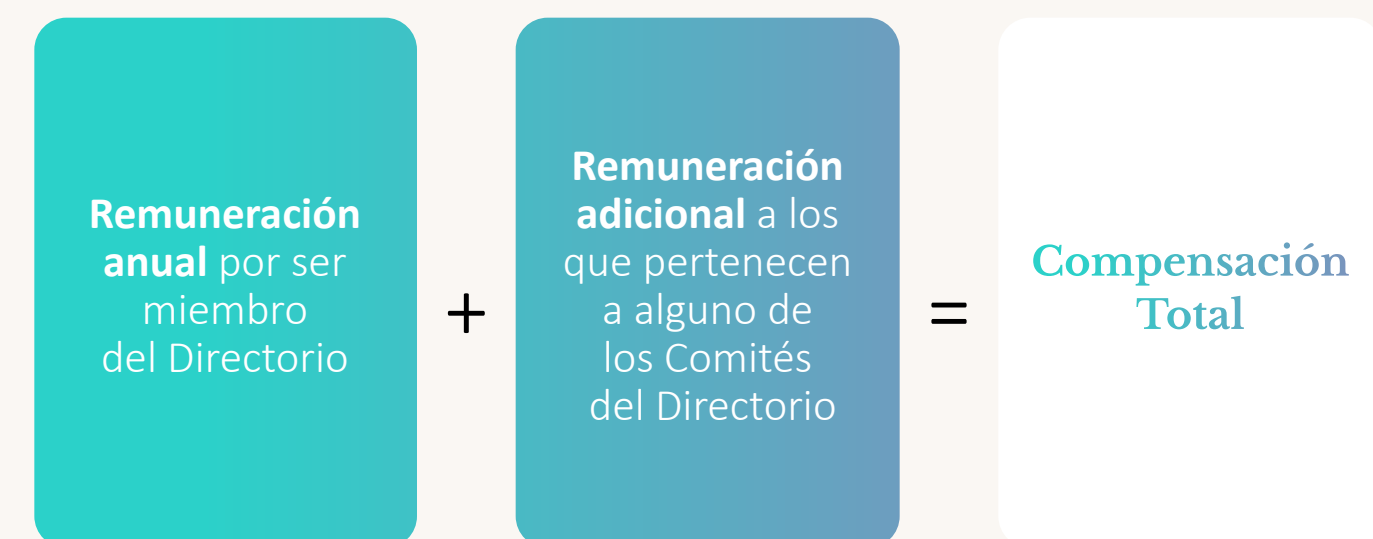 Remuneración
anual por ser
miembro
del Directorio
+
Remuneración
adicional a los
que pertenecen
a alguno de
los Comités
del Directorio
=
Compensación
Total